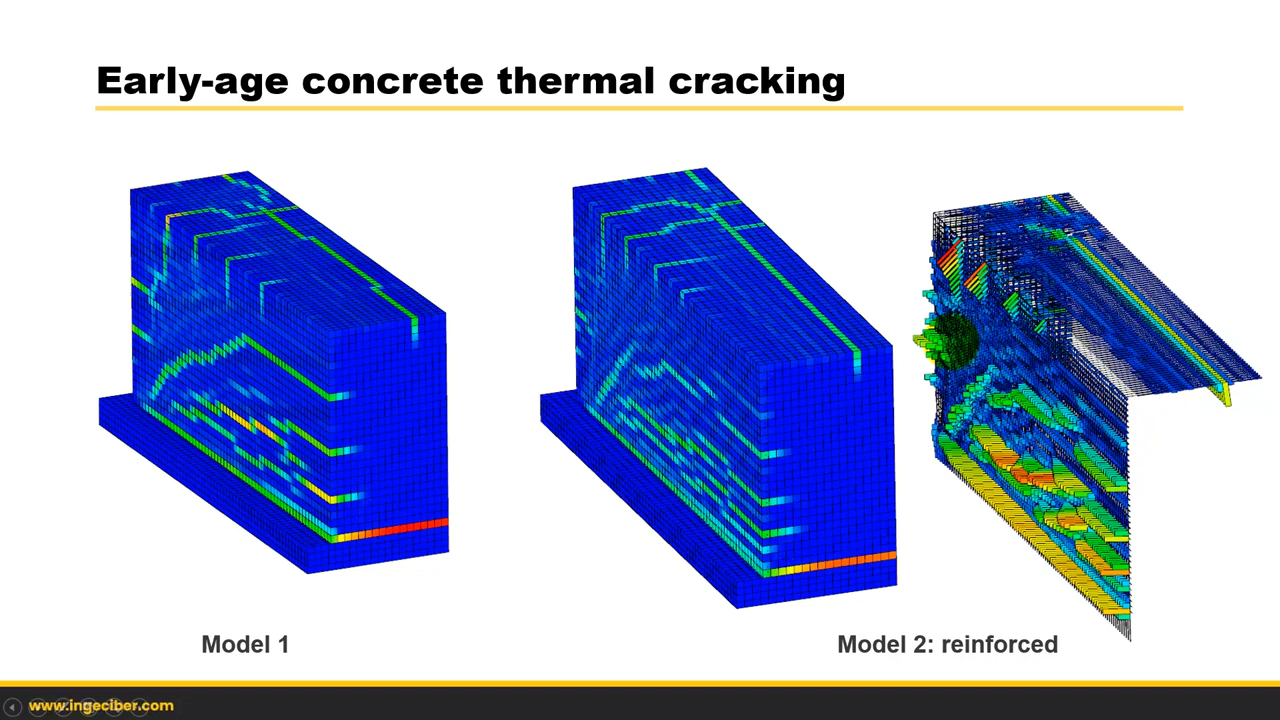 Early-age concrete thermal cracking
Model 1
Model 2: reinforced
www.ingeciber.com